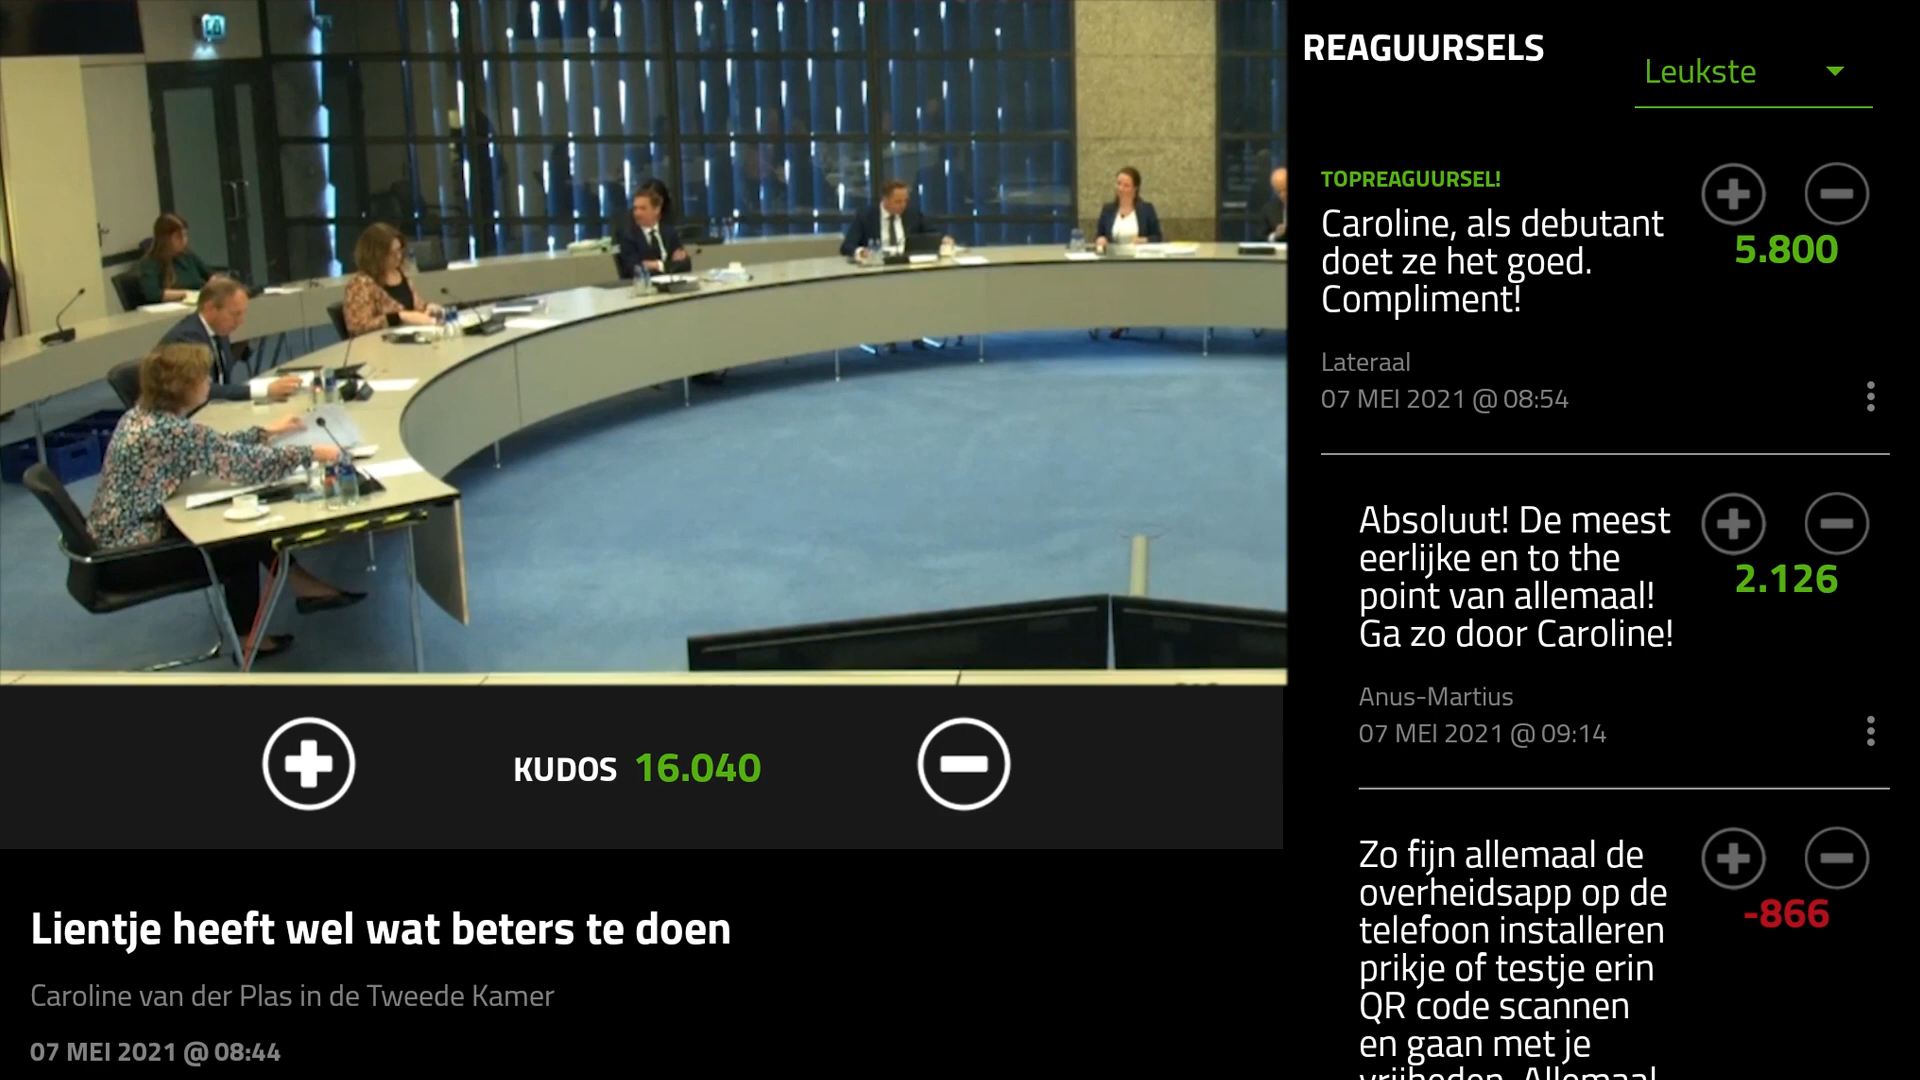 REAGUURSELS
Leukste
TOPREAGUURSEL!
Caroline, als debutant
doet ze het goed.
Compliment!
5.800
Lateraal
07 MEI 2021 @ 08:54
Absoluut! De meest
eerlijke en to the
point van allemaal!
Ga zo door Caroline!
2.126
Anus-Martius
07 MEI 2021 @ 09:14
Zo fijn allemaal de
overheidsapp op de
telefoon installeren
prikje of testje erin
QR code scannen
en gaan met je
vrijheden. Allemaal
-866
KUDOS 16.040
Lientje heeft wel wat beters te doen
Caroline van der Plas in de Tweede Kamer
07 MEI 2021 @ 08:44